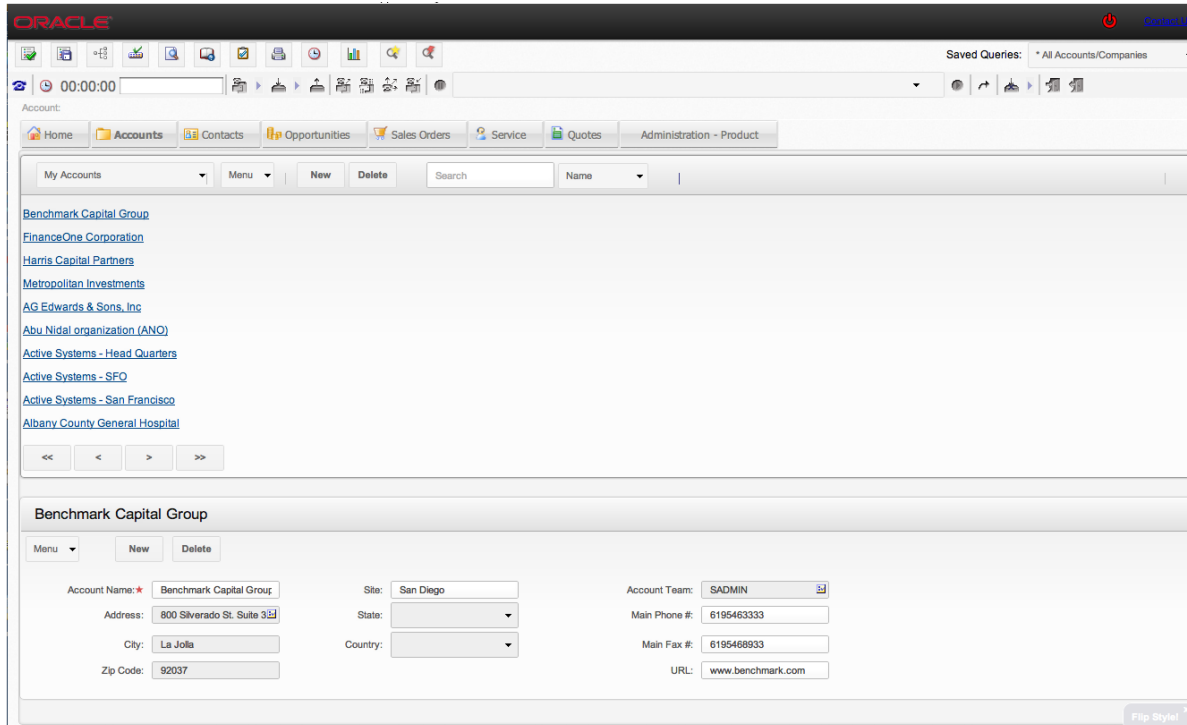 ORACLE
Contact U
Saved Queries: * All Accounts/Companies
00:00:00
Account:
Home Accounts Contacts Opportunities Sales Orders Service Quotes Administration - Product
My Accounts Menu New Delete Search Name
Benchmark Capital Group
FinanceOne Corporation
Harris Capital Partners
Metropolitan Investments
AG Edwards & Sons, Inc
Abu Nidal organization (ANO)
Active Systems - Head Quarters
Active Systems - SFO
Active Systems - San Francisco
Albany County General Hospital
<< < > >>
Benchmark Capital Group
Menu New Delete
Account Name:★ Benchmark Capital Group Site: San Diego Account Team: SADMIN
Address: 800 Silverado St. Suite 3 State: Main Phone #: 6195463333
City: La Jolla Country: Main Fax #: 6195468933
Zip Code: 92037 URL: www.benchmark.com
Flip Style!